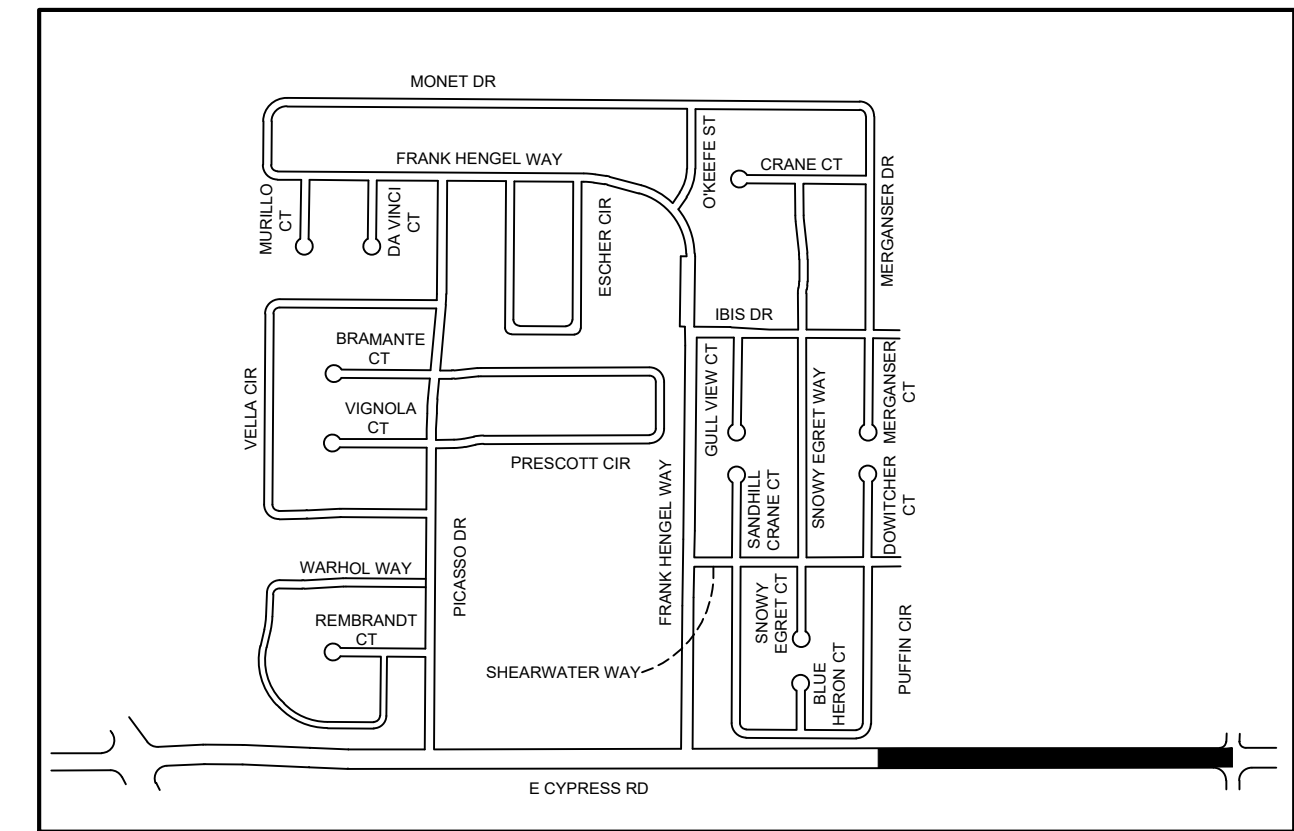 MONET DR
FRANK HENGEL WAY
O'KEEFE ST
CRANE CT
MERGANSER DR
MURILLO
CT
DA VINCI
CT
ESCHER CIR
IBIS DR
BRAMANTE
CT
VELLA CIR
VIGNOLA
CT
PRESCOTT CIR
GULL VIEW CT
SNOWY EGRET WAY
MERGANSER
CT
SANDHILL
CRANE CT
DOWITCHER
CT
FRANK HENGEL WAY
PICASSO DR
WARHOL WAY
REMBRANDT
CT
SHEARWATER WAY
SNOWY
EGRET CT
BLUE
HERON CT
PUFFIN CIR
E CYPRESS RD